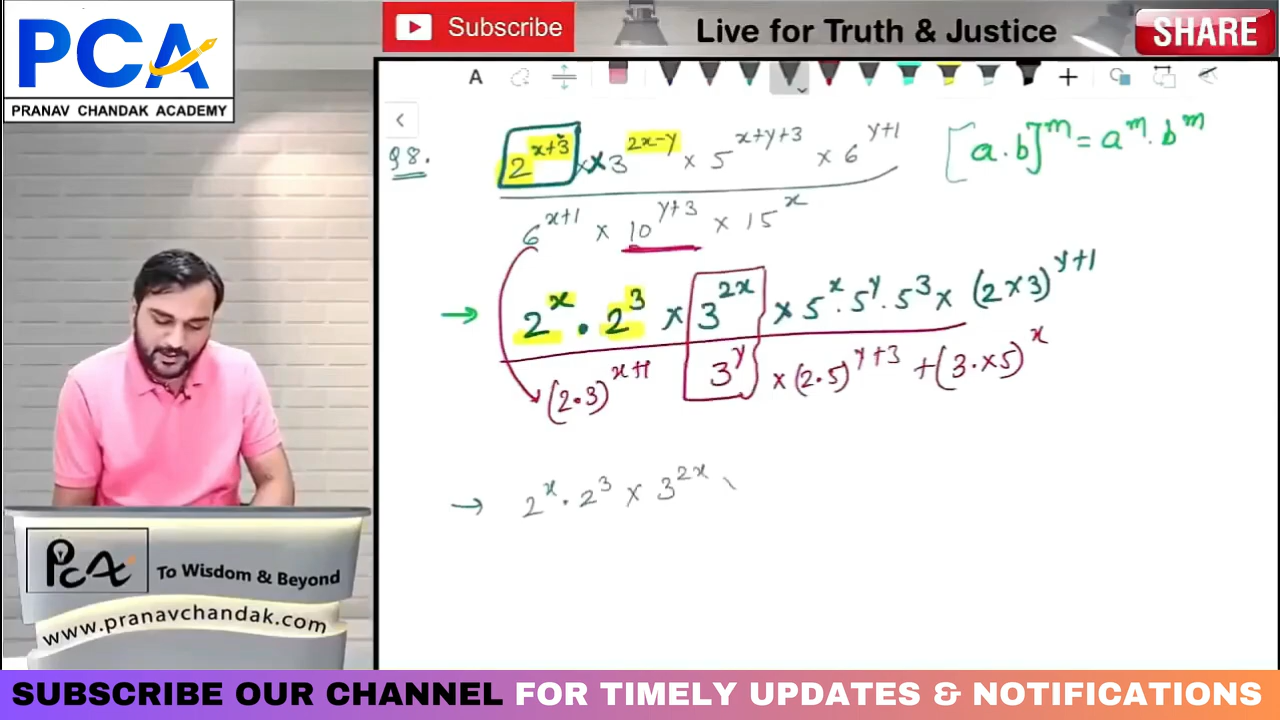 PCA
PRANAV CHANDAK ACADEMY
Subscribe
Live for Truth & Justice
SHARE
A
Q8.
2^{x+3} × × 3^{2x-y} × 5^{x+y+3} × 6^{y+1}
[a.b]^m = a^m . b^m
6^{x+1} × 10^{y+3} × 15^x
→ 2^x . 2^3 × 3^{2x} × 5^x . 5^y . 5^3 × (2×3)^{y+1}
(2.3)^{x+1} 3^y × (2.5)^{y+3} + (3.×5)^x
→ 2^x . 2^3 × 3^{2x}
PCA
To Wisdom & Beyond
www.pranavchandak.com
SUBSCRIBE OUR CHANNEL FOR TIMELY UPDATES & NOTIFICATIONS